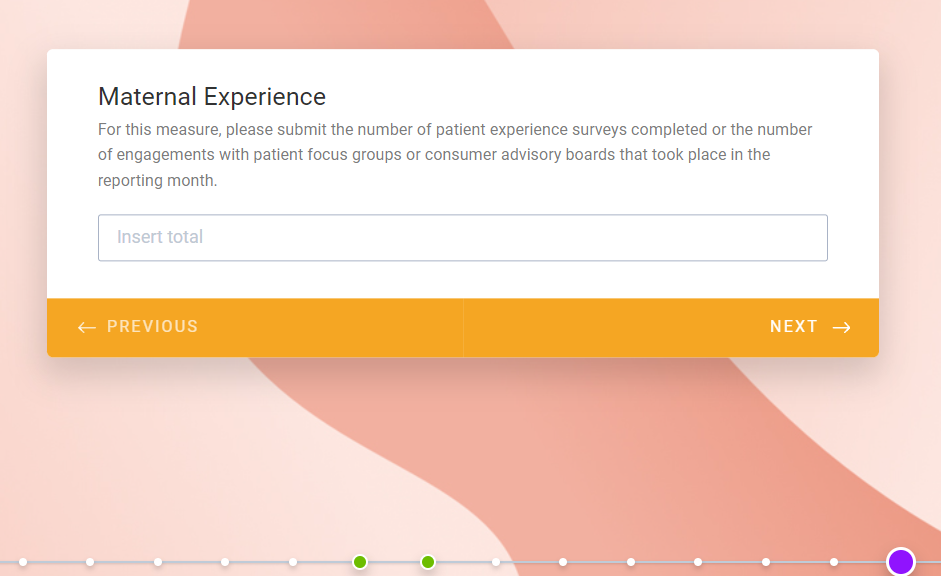 Maternal Experience
For this measure, please submit the number of patient experience surveys completed or the number
of engagements with patient focus groups or consumer advisory boards that took place in the
reporting month.
Insert total
← PREVIOUS
NEXT →